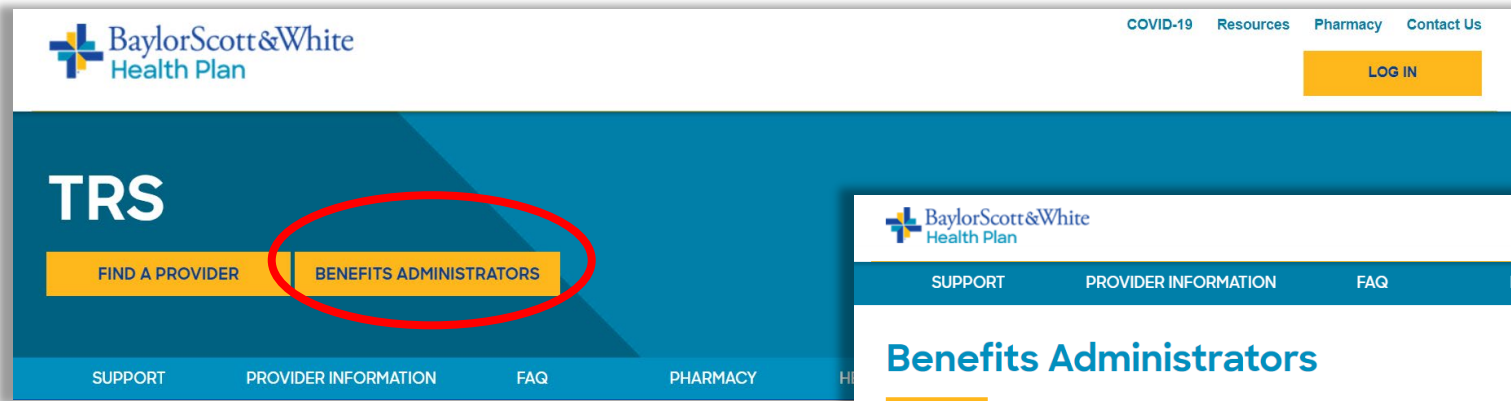 BaylorScott&White
Health Plan
COVID-19 Resources Pharmacy Contact Us
LOG IN
TRS
FIND A PROVIDER BENEFITS ADMINISTRATORS
SUPPORT PROVIDER INFORMATION FAQ PHARMACY
BaylorScott&White
Health Plan
SUPPORT PROVIDER INFORMATION FAQ
Benefits Administrators